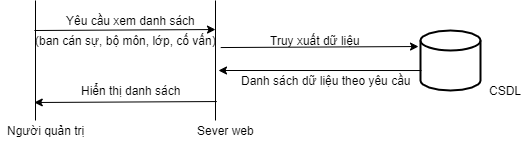 Yêu cầu xem danh sách
(ban cán sự, bộ môn, lớp, cố vấn)
Truy xuất dữ liệu
Danh sách dữ liệu theo yêu cầu
Hiển thị danh sách
CSDL
Người quản trị
Sever web